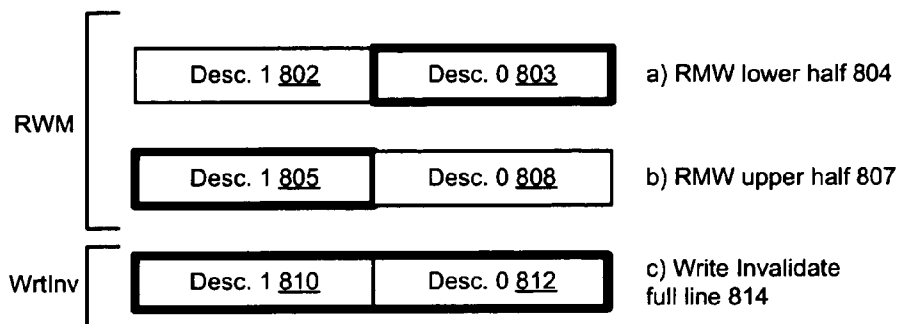 Desc. 1 802 Desc. 0 803 a) RMW lower half 804
RWM
Desc. 1 805 Desc. 0 808 b) RMW upper half 807
WrtInv Desc. 1 810 Desc. 0 812 c) Write Invalidate
full line 814